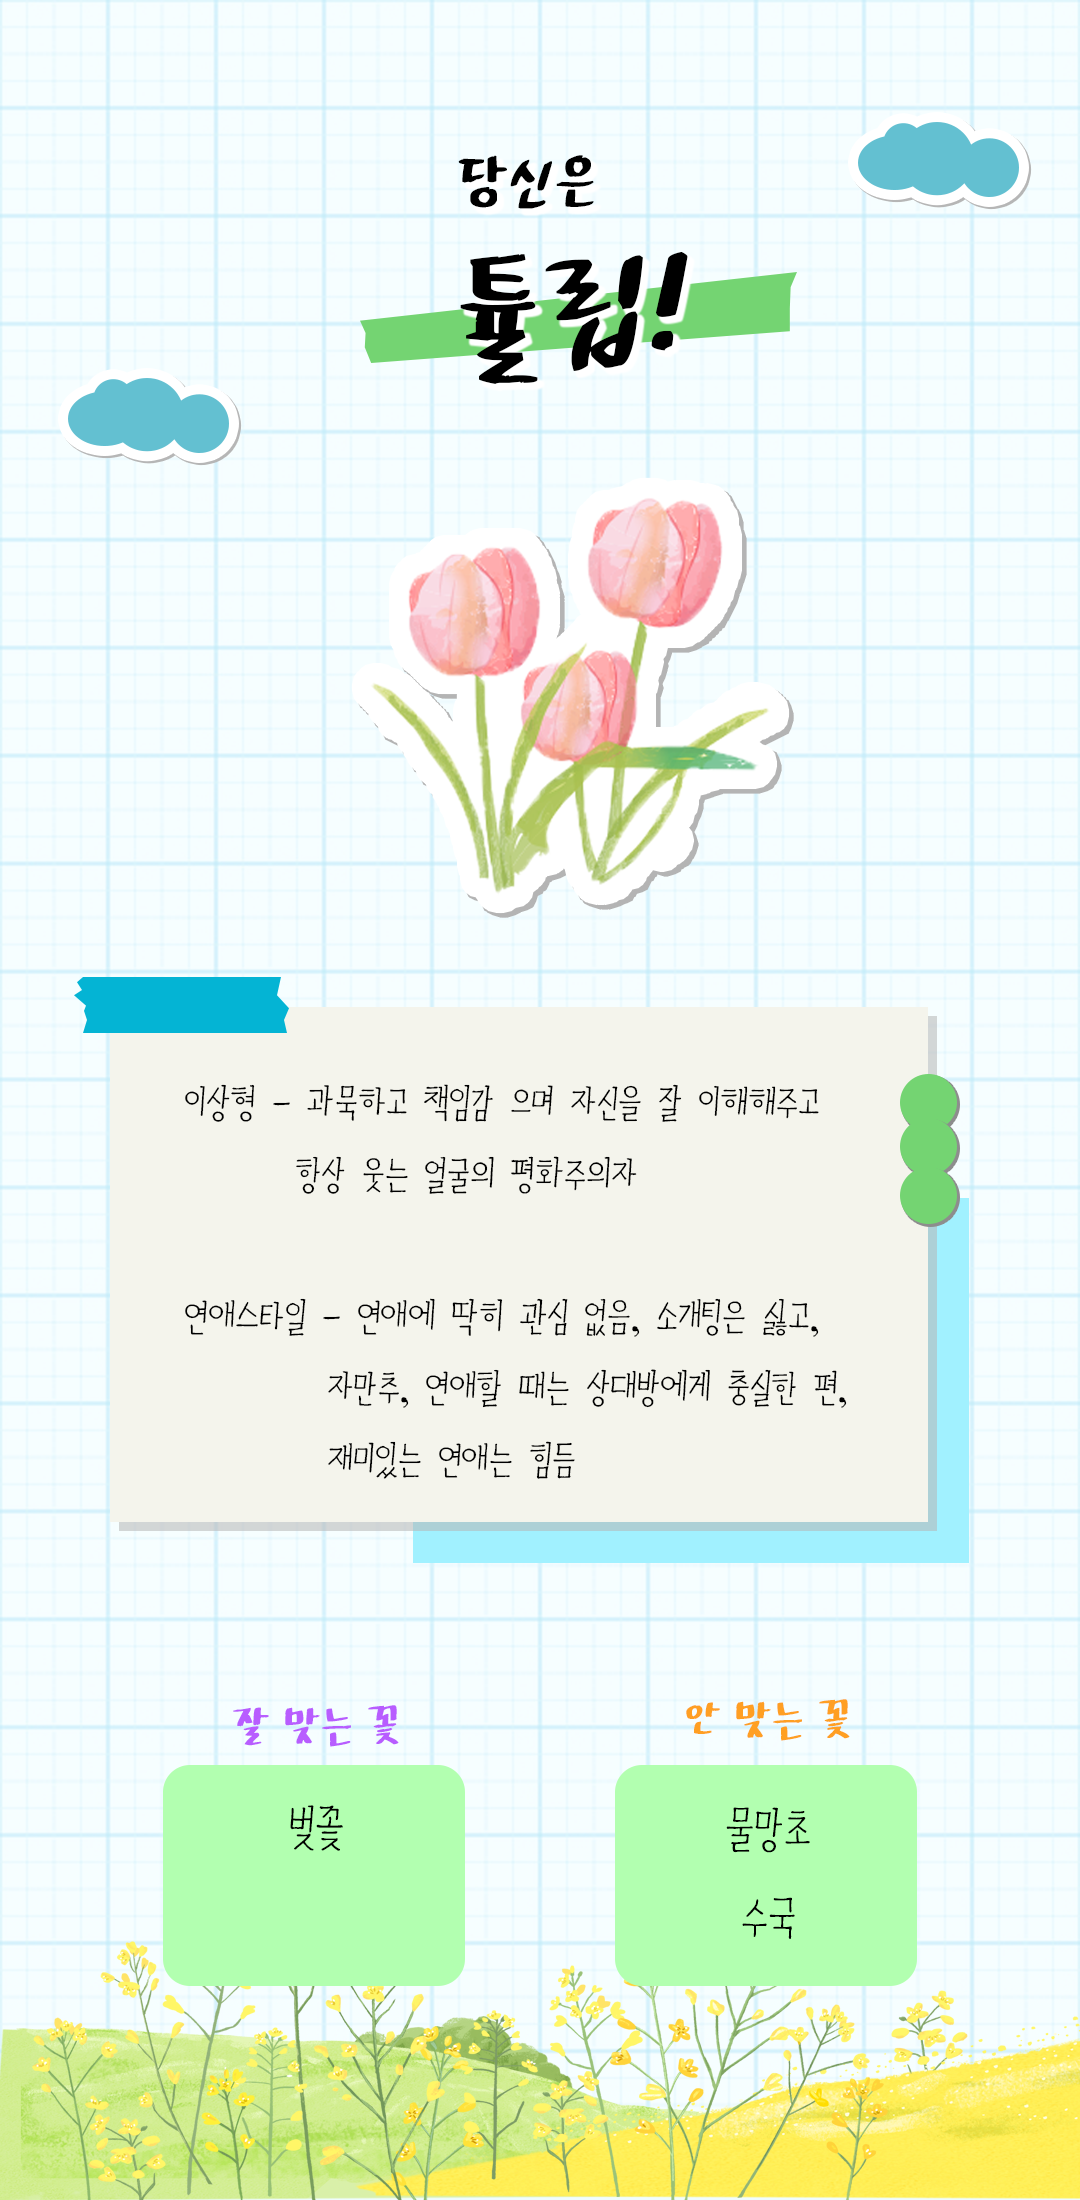 당신은
튤립!
이상형 - 과묵하고 책임감 으며 자신을 잘 이해해주고
항상 웃는 얼굴의 평화주의자
연애스타일 - 연애에 딱히 관심 없음, 소개팅은 싫고,
자만추, 연애할 때는 상대방에게 충실한 편,
재미있는 연애는 힘듬
잘 맞는 꽃
안 맞는 꽃
벚꽃
물망초
수국